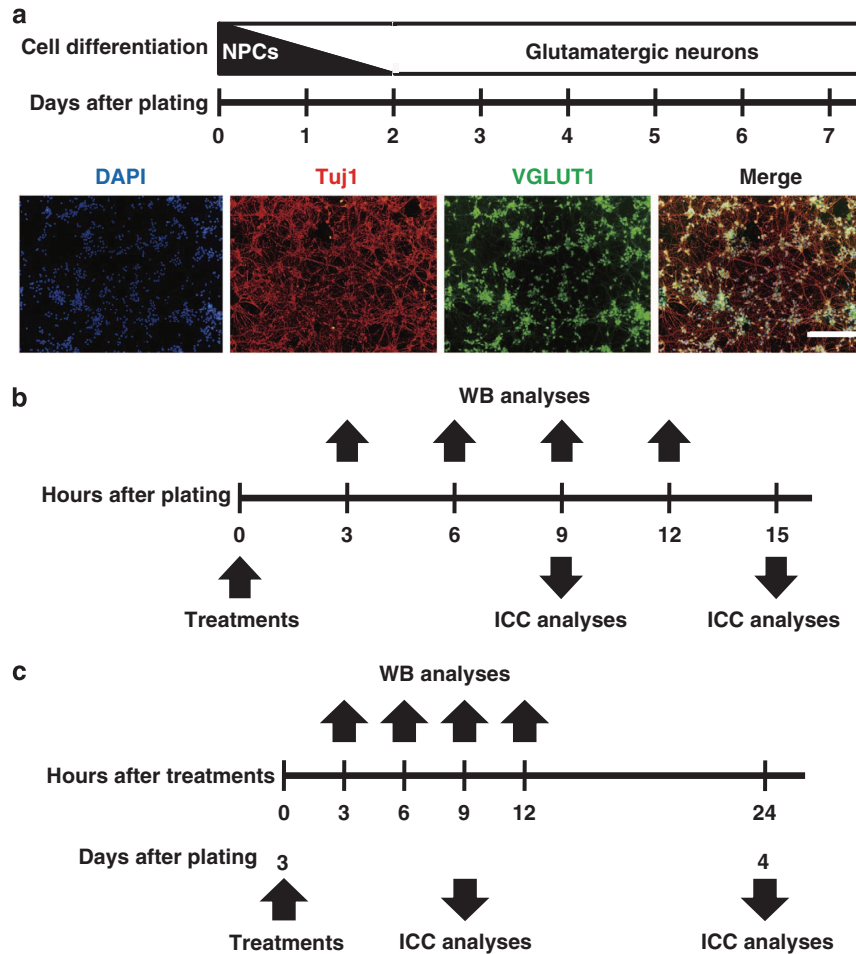 a
Cell differentiation NPCs Glutamatergic neurons
Days after plating
0 1 2 3 4 5 6 7
DAPI Tuj1 VGLUT1 Merge
b
WB analyses
Hours after plating
0 3 6 9 12 15
Treatments ICC analyses ICC analyses
c
WB analyses
Hours after treatments
0 3 6 9 12 24
Days after plating 3 4
Treatments ICC analyses ICC analyses